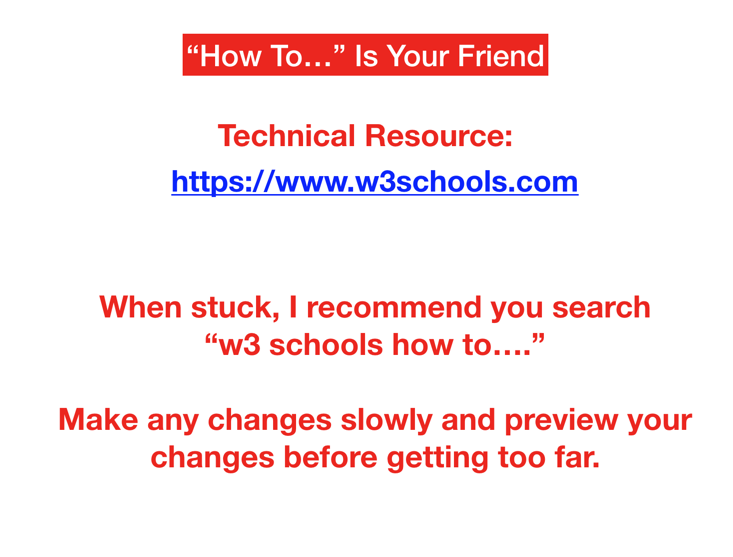 “How To…” Is Your Friend
Technical Resource:
https://www.w3schools.com
When stuck, I recommend you search
“w3 schools how to….”
Make any changes slowly and preview your
changes before getting too far.